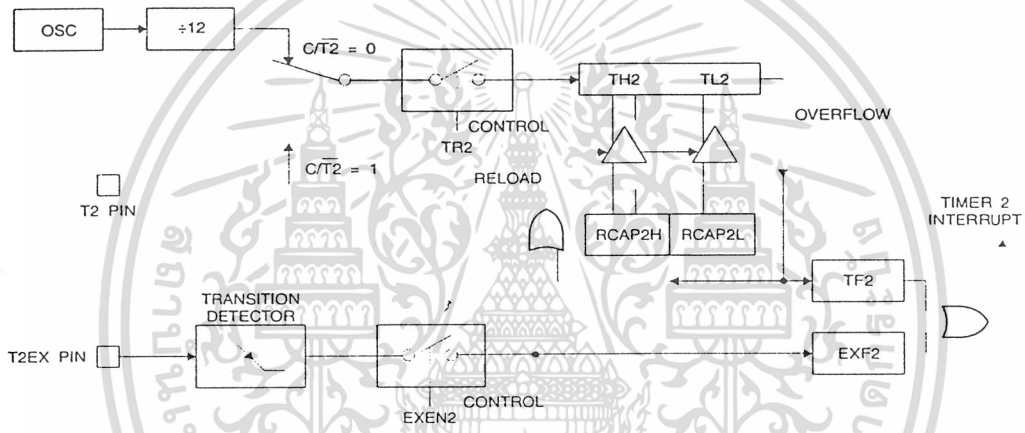 OSC
÷12
C/T2̅ = 0
TH2 TL2
OVERFLOW
CONTROL
TR2
C/T2̅ = 1
RELOAD
T2 PIN
RCAP2H RCAP2L
TIMER 2
INTERRUPT
TF2
TRANSITION
DETECTOR
T2EX PIN
EXF2
CONTROL
EXEN2